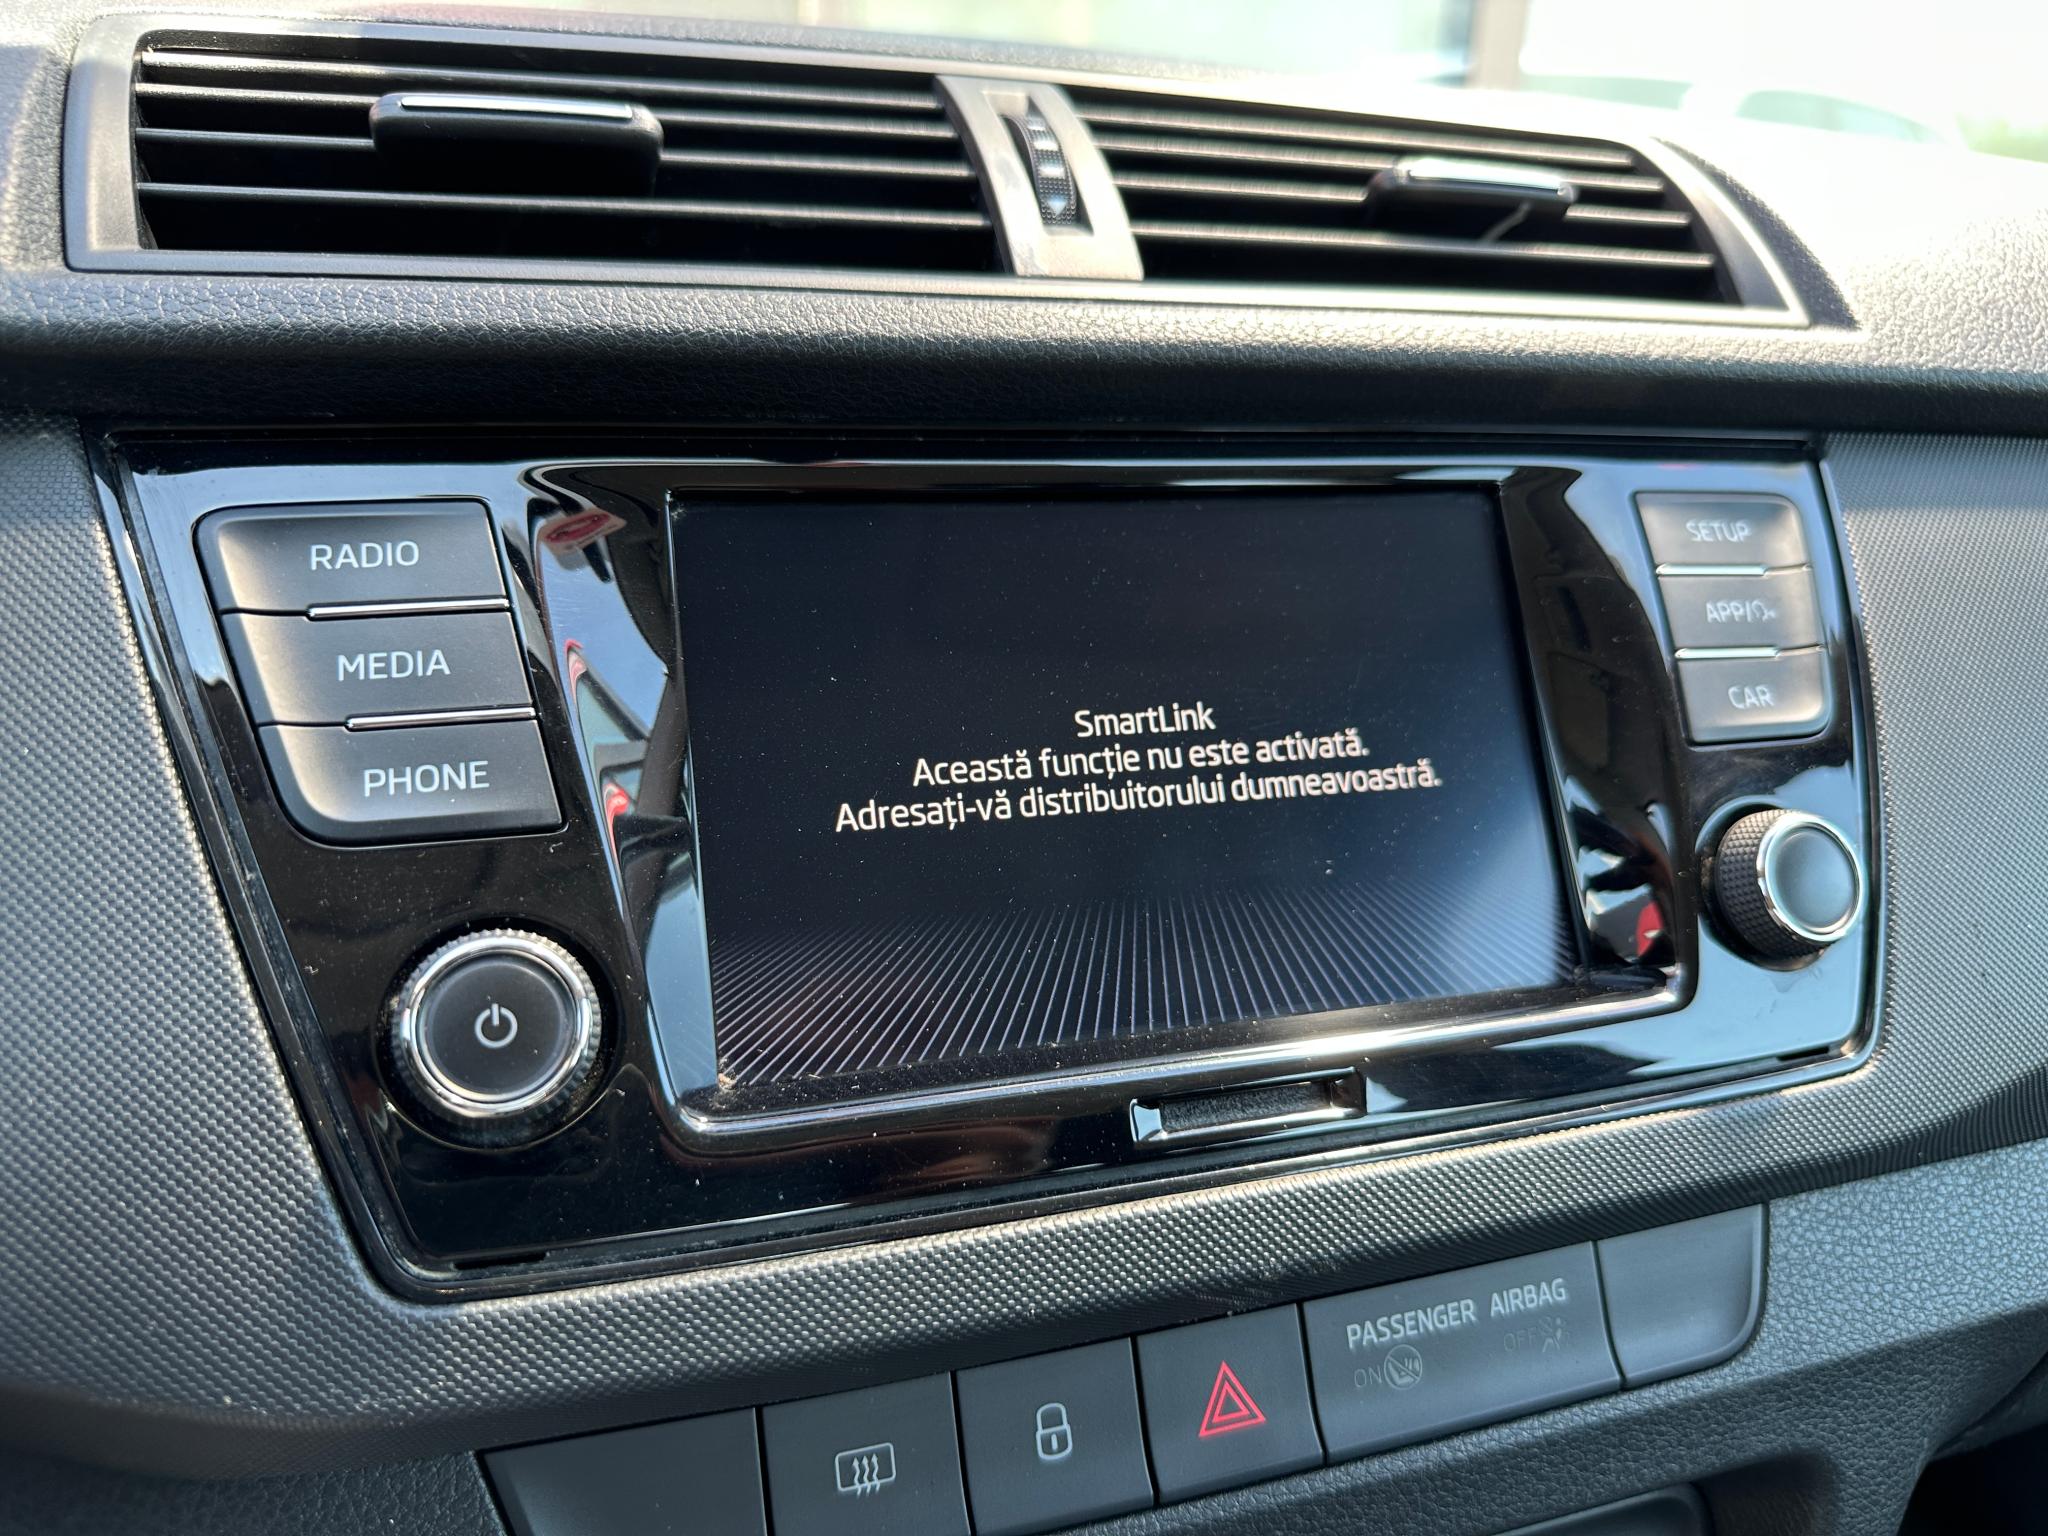 RADIO
MEDIA
PHONE
SmartLink
Această funcție nu este activată.
Adresați-vă distribuitorului dumneavoastră.
SETUP
APP/
CAR
PASSENGER AIRBAG
ON
OFF